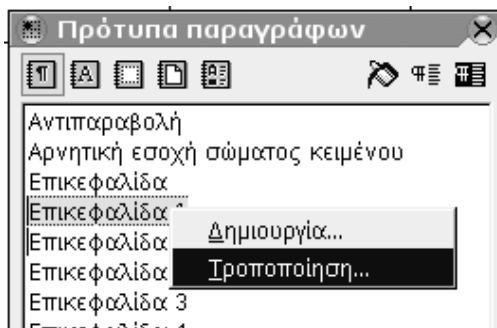 Πρότυπα παραγράφων
Αντιπαραβολή
Αρνητική εσοχή σώματος κειμένου
Επικεφαλίδα
Επικεφαλίδα
Επικεφαλίδα
Επικεφαλίδα
Επικεφαλίδα 3
Δημιουργία...
Τροποποίηση...